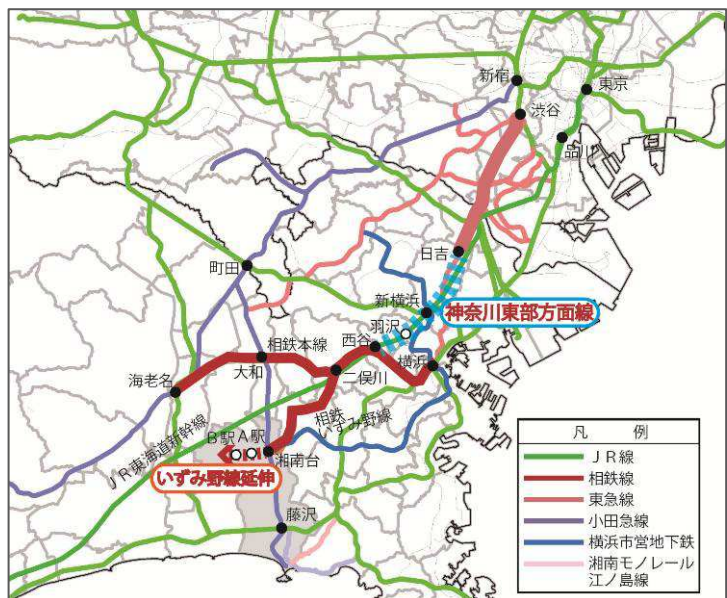 新宿
東京
渋谷
品川
日吉
町田
新横浜
神奈川東部方面線
羽沢
西谷
相鉄本線
横浜
大和
二俣川
海老名
相鉄
いずみ野線
JR東海道新幹線
B駅
A駅
湘南台
いずみ野線延伸
藤沢
凡 例
JR線
相鉄線
東急線
小田急線
横浜市営地下鉄
湘南モノレール
江ノ島線